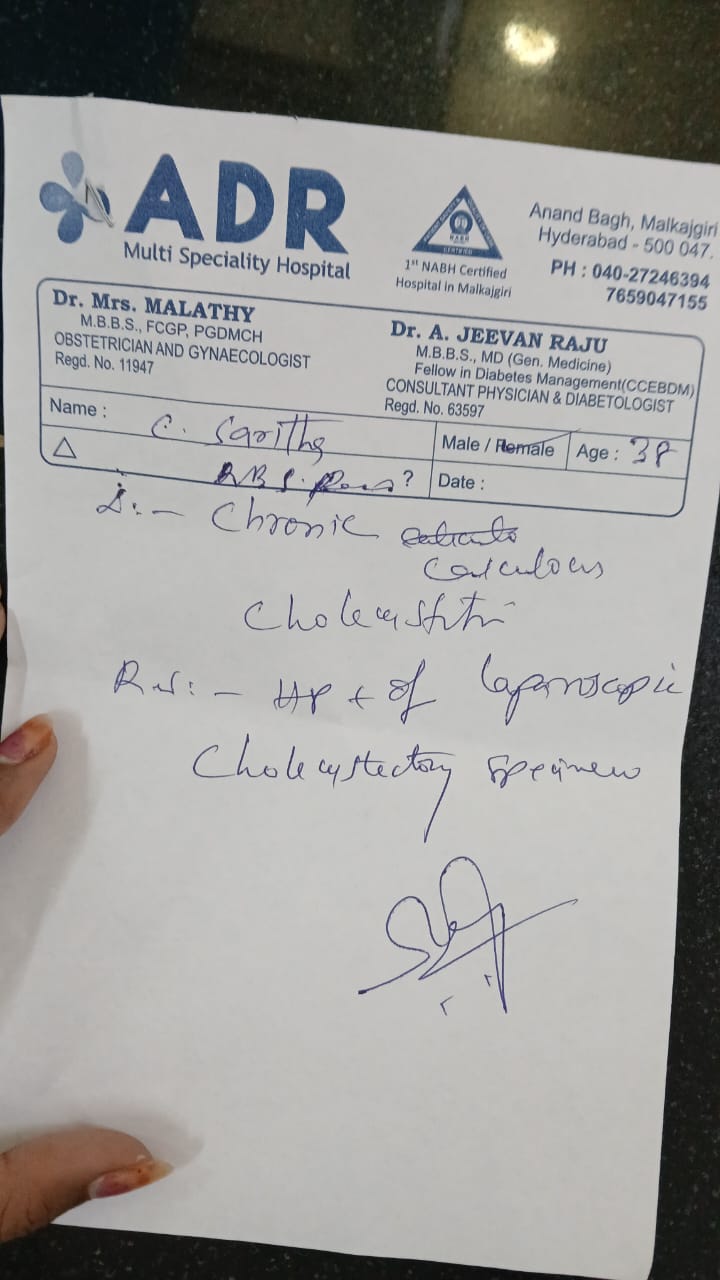 ADR
Multi Speciality Hospital
1st NABH Certified
Hospital in Malkajgiri
Anand Bagh, Malkajgiri
Hyderabad - 500 047.
PH : 040-27246394
7659047155
Dr. Mrs. MALATHY
M.B.B.S., FCGP, PGDMCH
OBSTETRICIAN AND GYNAECOLOGIST
Regd. No. 11947
Dr. A. JEEVAN RAJU
M.B.B.S., MD (Gen. Medicine)
Fellow in Diabetes Management(CCEBDM)
CONSULTANT PHYSICIAN & DIABETOLOGIST
Regd. No. 63597
Name : C. Saritha
Male / Female
Age : 38
Date :
Chronic
Calculous
Cholecystitis
of laparoscopic
Cholecystectomy specimen